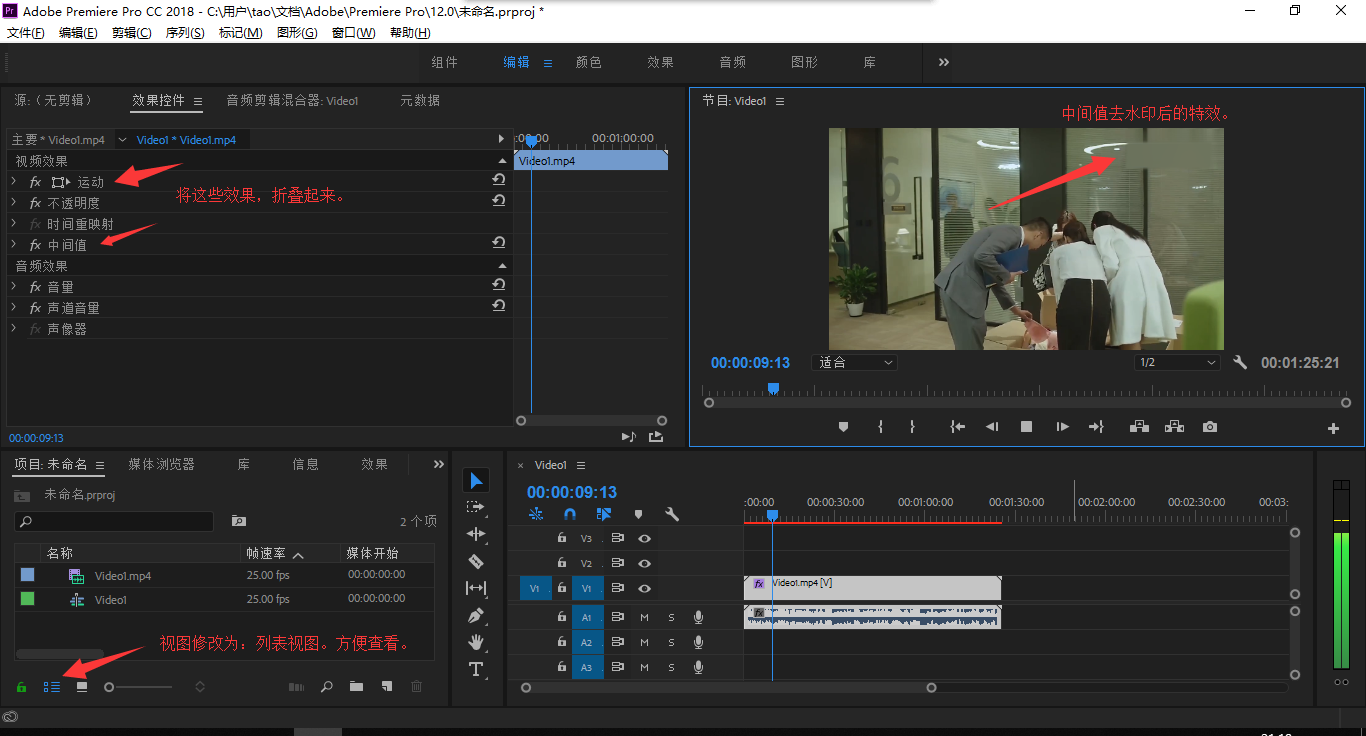 Adobe Premiere Pro CC 2018 - C:\用户\tao\文档\Adobe\Premiere Pro\12.0\未命名.prproj *
文件(F) 编辑(E) 剪辑(C) 序列(S) 标记(M) 图形(G) 窗口(W) 帮助(H)
组件 编辑 颜色 效果 音频 图形 库
源:（无剪辑） 效果控件 音频剪辑混合器: Video1 元数据
主要 * Video1.mp4 Video1 * Video1.mp4
:00:00 00:01:00:00
视频效果
Video1.mp4
fx 运动
将这些效果，折叠起来。
fx 不透明度
fx 时间重映射
fx 中间值
音频效果
fx 音量
fx 声道音量
fx 声像器
00:00:09:13
节目: Video1
中间值去水印后的特效。
00:00:09:13 适合 1/2 00:01:25:21
项目: 未命名 媒体浏览器 库 信息 效果
未命名.prproj
2 个项
名称 帧速率 媒体开始
Video1.mp4 25.00 fps 00:00:00:00
Video1 25.00 fps 00:00:00:00
视图修改为：列表视图。方便查看。
× Video1
00:00:09:13
:00:00 00:00:30:00 00:01:00:00 00:01:30:00 00:02:00:00 00:02:30:00 00:03:
V3
V2
V1 V1 fx Video1.mp4 [V]
A1 M S fx
A2 M S
A3 M S